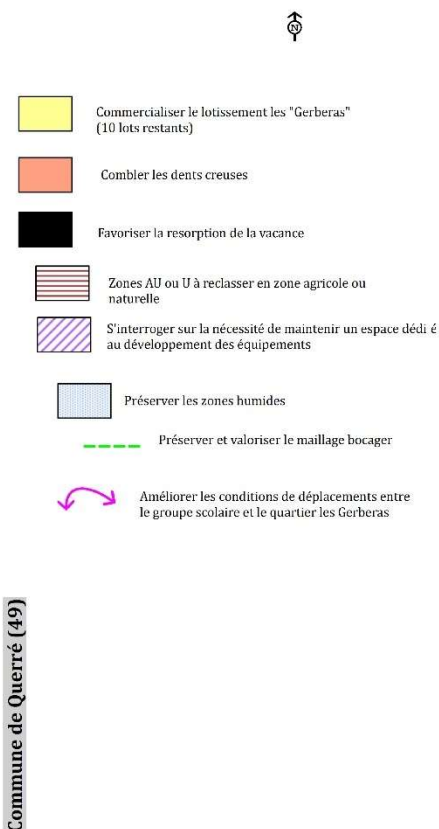 N
Commercialiser le lotissement les "Gerberas"
(10 lots restants)
Combler les dents creuses
Favoriser la resorption de la vacance
Zones AU ou U à reclasser en zone agricole ou
naturelle
S'interroger sur la nécessité de maintenir un espace dédi é
au développement des équipements
Préserver les zones humides
Préserver et valoriser le maillage bocager
Améliorer les conditions de déplacements entre
le groupe scolaire et le quartier les Gerberas
Commune de Querré (49)